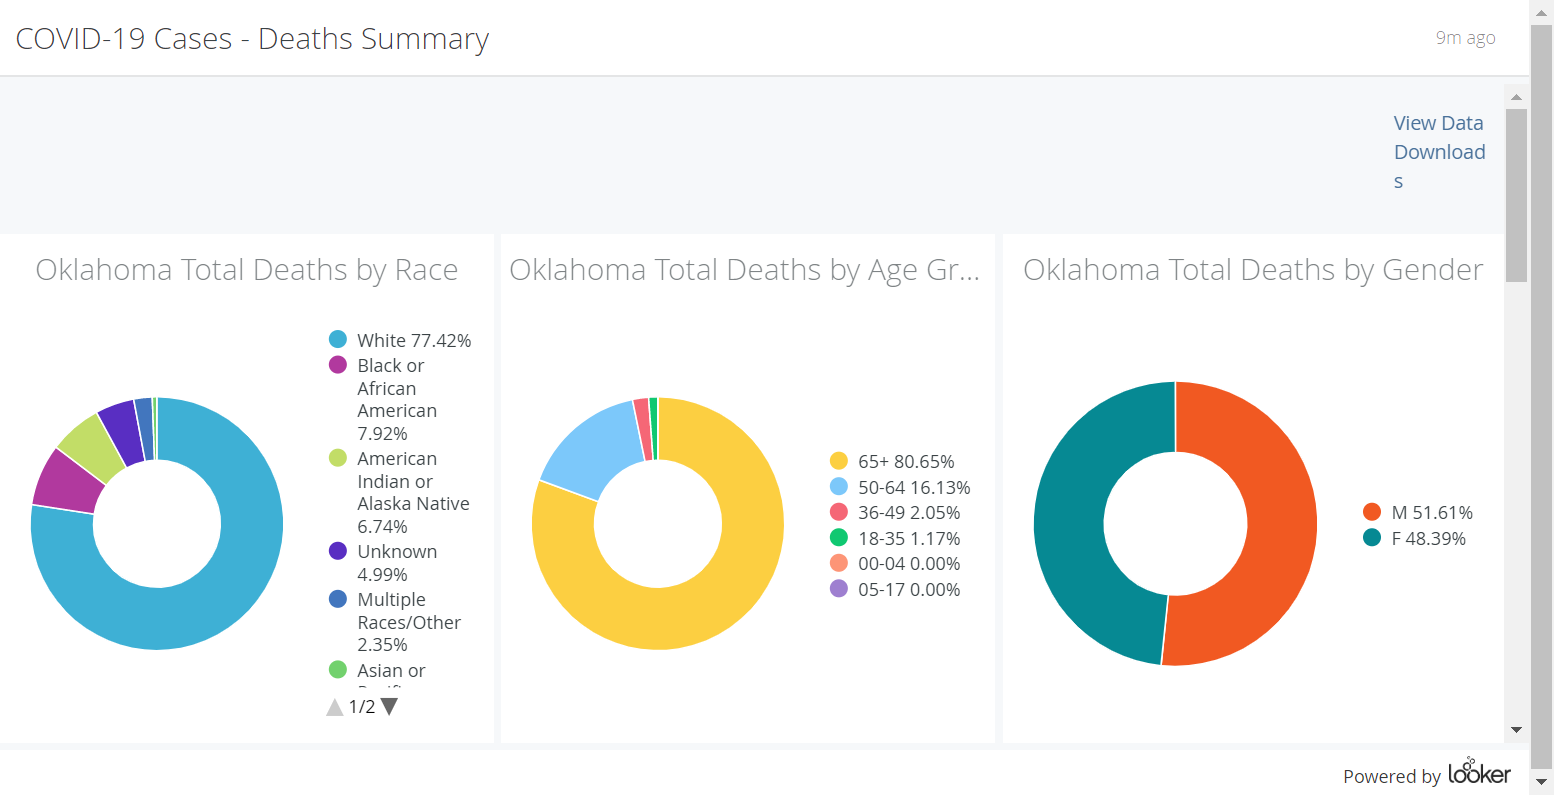 COVID-19 Cases - Deaths Summary
9m ago
View Data
Download
s
Oklahoma Total Deaths by Race
White 77.42%
Black or
African
American
7.92%
American
Indian or
Alaska Native
6.74%
Unknown
4.99%
Multiple
Races/Other
2.35%
Asian or
1/2
Oklahoma Total Deaths by Age Gr...
65+ 80.65%
50-64 16.13%
36-49 2.05%
18-35 1.17%
00-04 0.00%
05-17 0.00%
Oklahoma Total Deaths by Gender
M 51.61%
F 48.39%
Powered by looker